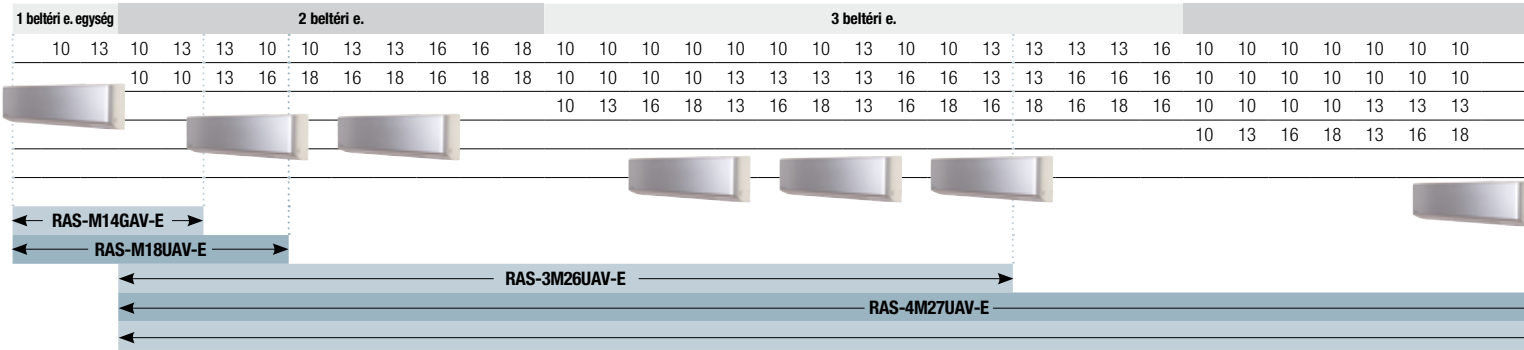 1 beltéri e. egység 2 beltéri e. 3 beltéri e.
10 13 10 13 13 10 10 13 13 16 16 18 10 10 10 10 10 10 13 10 10 13 13 13 13 16 10 10 10 10 10 10 10
10 10 13 16 18 16 18 16 18 18 10 10 10 10 13 13 13 16 16 13 13 16 16 16 10 10 10 10 10 10 10
10 13 16 18 13 16 18 13 16 18 16 18 16 18 16 10 10 10 10 13 13 13
10 13 16 18 13 16 18
RAS-M14GAV-E
RAS-M18UAV-E
RAS-3M26UAV-E
RAS-4M27UAV-E